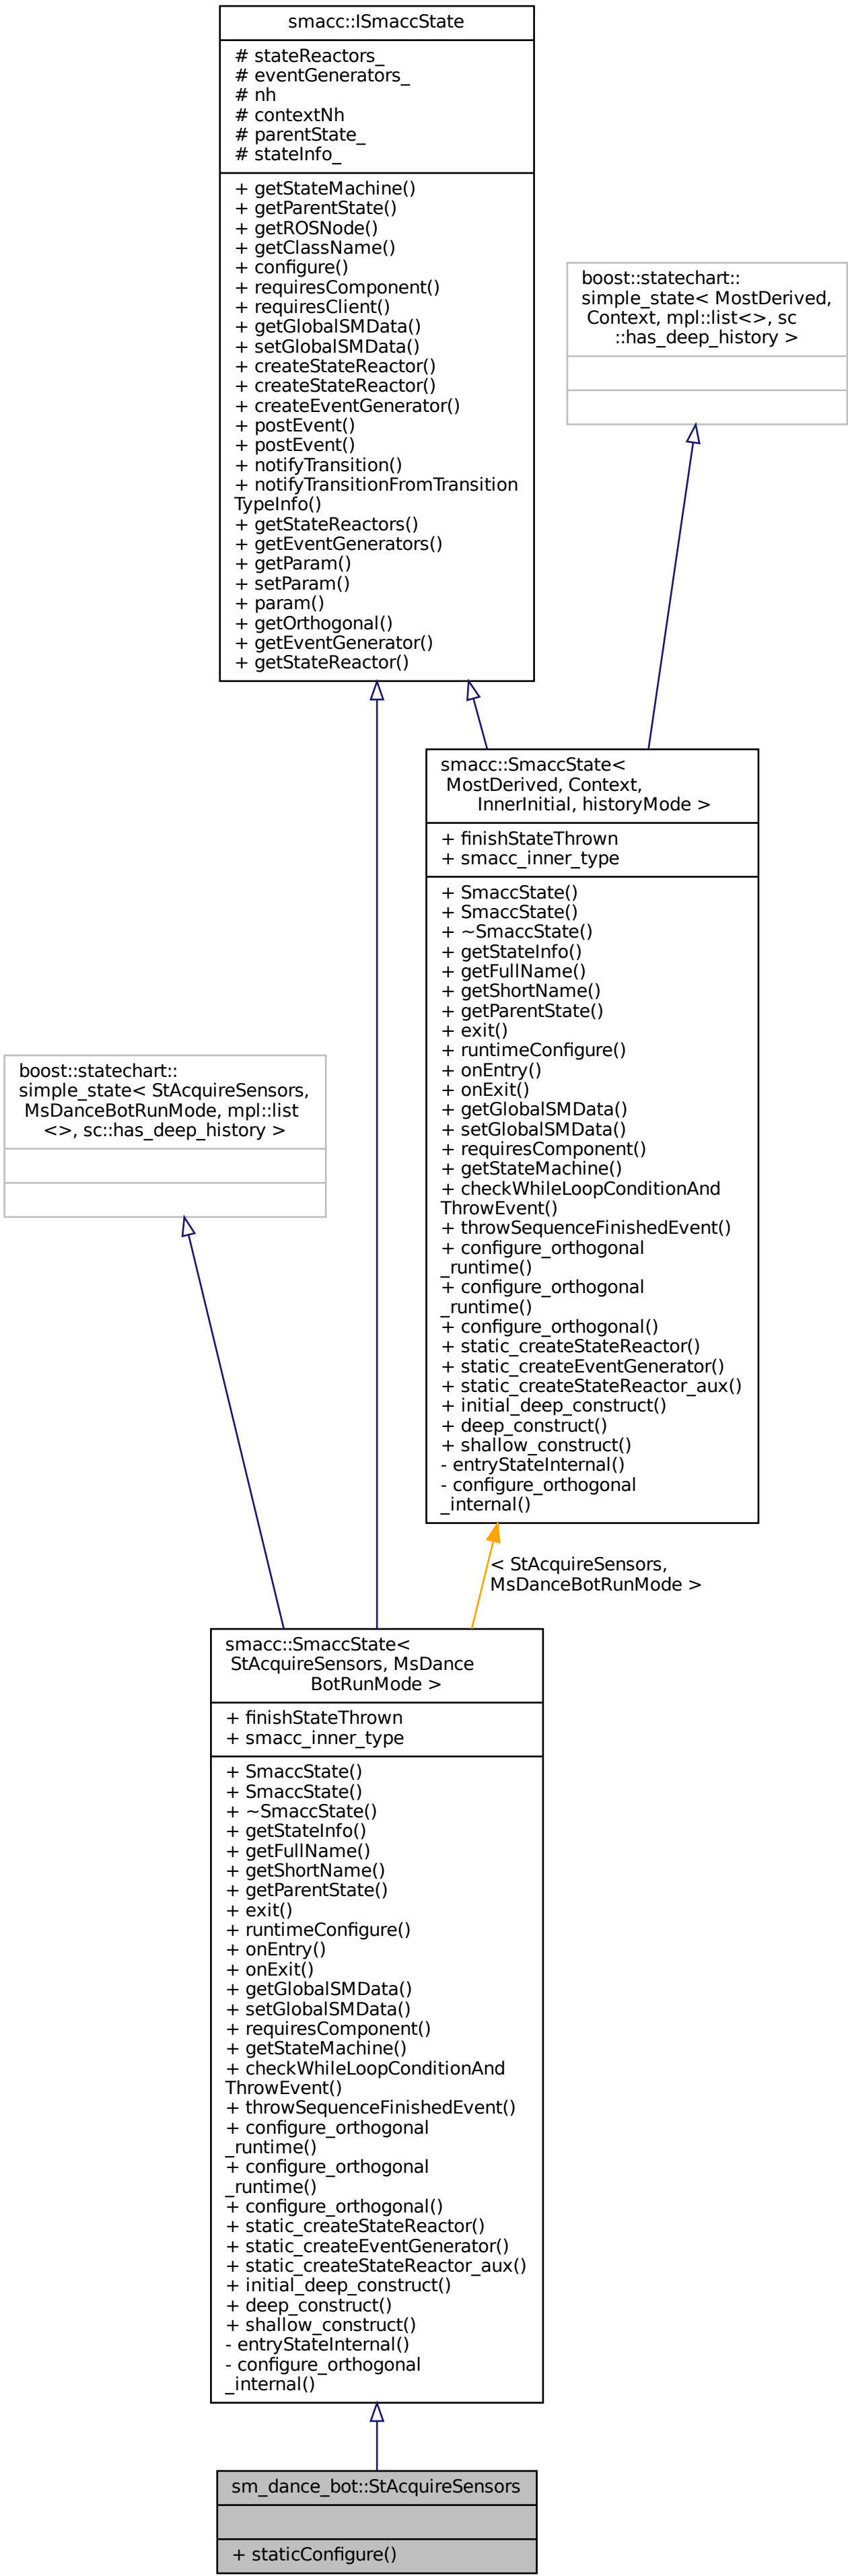 smacc::ISmaccState
# stateReactors_
# eventGenerators_
# nh
# contextNh
# parentState_
# stateInfo_
+ getStateMachine()
+ getParentState()
+ getROSNode()
+ getClassName()
+ configure()
+ requiresComponent()
+ requiresClient()
+ getGlobalSMData()
+ setGlobalSMData()
+ createStateReactor()
+ createStateReactor()
+ createEventGenerator()
+ postEvent()
+ postEvent()
+ notifyTransition()
+ notifyTransitionFromTransition
TypeInfo()
+ getStateReactors()
+ getEventGenerators()
+ getParam()
+ setParam()
+ param()
+ getOrthogonal()
+ getEventGenerator()
+ getStateReactor()
boost::statechart::
simple_state< MostDerived,
Context, mpl::list<>, sc
::has_deep_history >
smacc::SmaccState<
MostDerived, Context,
InnerInitial, historyMode >
+ finishStateThrown
+ smacc_inner_type
+ SmaccState()
+ SmaccState()
+ ~SmaccState()
+ getStateInfo()
+ getFullName()
+ getShortName()
+ getParentState()
+ exit()
+ runtimeConfigure()
+ onEntry()
+ onExit()
+ getGlobalSMData()
+ setGlobalSMData()
+ requiresComponent()
+ getStateMachine()
+ checkWhileLoopConditionAnd
ThrowEvent()
+ throwSequenceFinishedEvent()
+ configure_orthogonal
_runtime()
+ configure_orthogonal
_runtime()
+ configure_orthogonal()
+ static_createStateReactor()
+ static_createEventGenerator()
+ static_createStateReactor_aux()
+ initial_deep_construct()
+ deep_construct()
+ shallow_construct()
- entryStateInternal()
- configure_orthogonal
_internal()
boost::statechart::
simple_state< StAcquireSensors,
MsDanceBotRunMode, mpl::list
<>, sc::has_deep_history >
< StAcquireSensors,
MsDanceBotRunMode >
smacc::SmaccState<
StAcquireSensors, MsDance
BotRunMode >
+ finishStateThrown
+ smacc_inner_type
+ SmaccState()
+ SmaccState()
+ ~SmaccState()
+ getStateInfo()
+ getFullName()
+ getShortName()
+ getParentState()
+ exit()
+ runtimeConfigure()
+ onEntry()
+ onExit()
+ getGlobalSMData()
+ setGlobalSMData()
+ requiresComponent()
+ getStateMachine()
+ checkWhileLoopConditionAnd
ThrowEvent()
+ throwSequenceFinishedEvent()
+ configure_orthogonal
_runtime()
+ configure_orthogonal
_runtime()
+ configure_orthogonal()
+ static_createStateReactor()
+ static_createEventGenerator()
+ static_createStateReactor_aux()
+ initial_deep_construct()
+ deep_construct()
+ shallow_construct()
- entryStateInternal()
- configure_orthogonal
_internal()
sm_dance_bot::StAcquireSensors
+ staticConfigure()